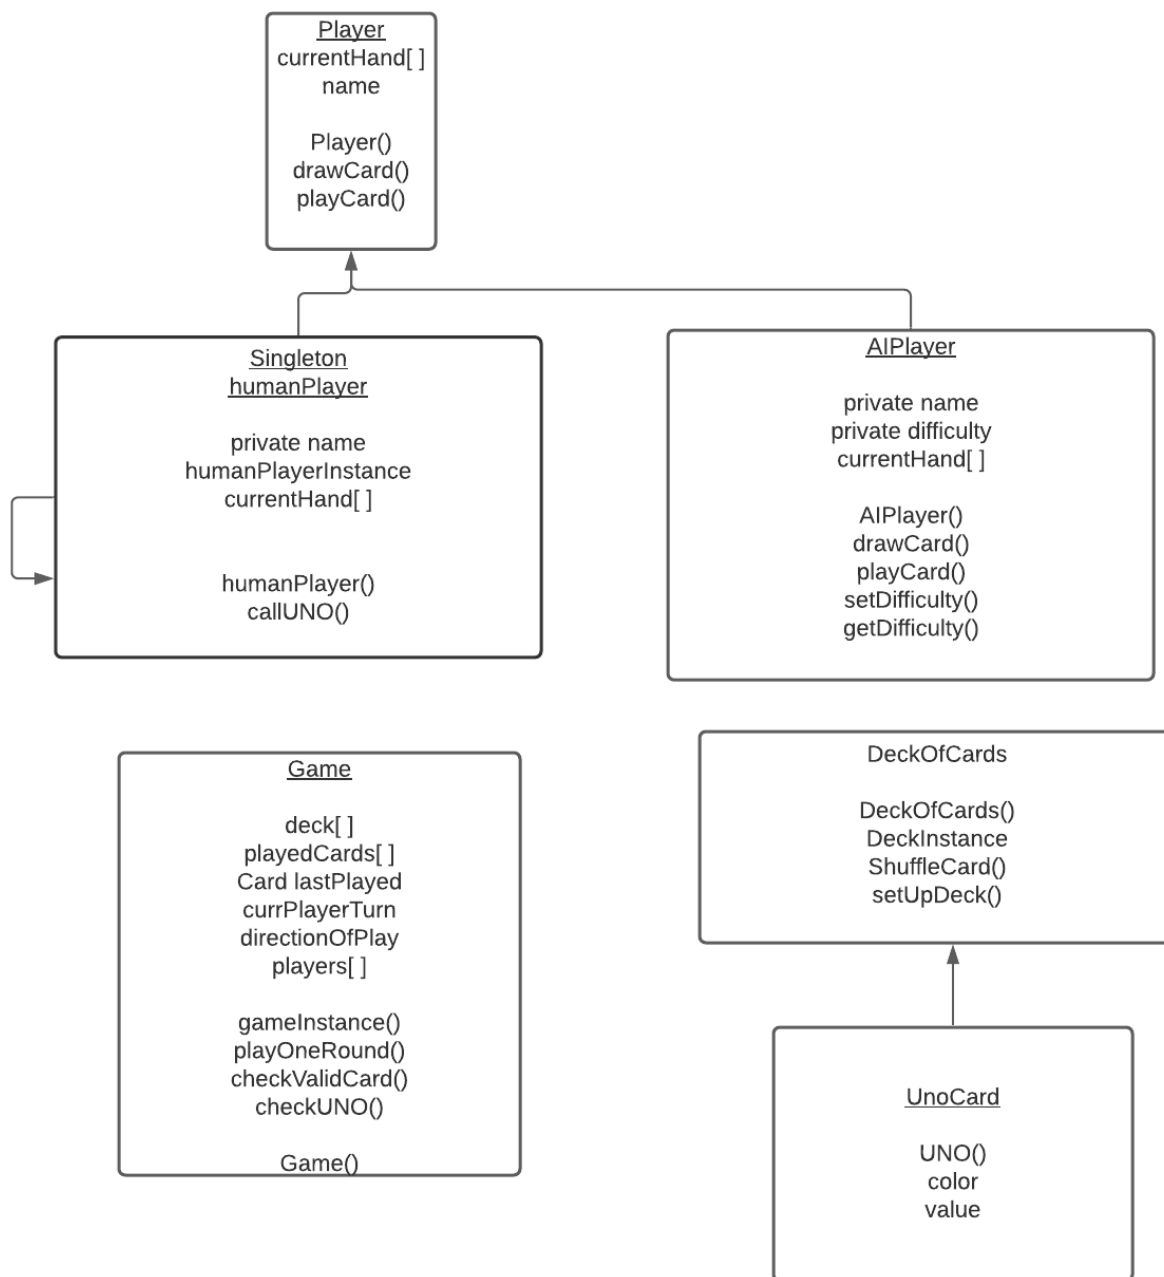 Player
currentHand[ ]
name
Player()
drawCard()
playCard()
Singleton
humanPlayer
private name
humanPlayerInstance
currentHand[ ]
humanPlayer()
callUNO()
AIPlayer
private name
private difficulty
currentHand[ ]
AIPlayer()
drawCard()
playCard()
setDifficulty()
getDifficulty()
Game
deck[ ]
playedCards[ ]
Card lastPlayed
currPlayerTurn
directionOfPlay
players[ ]
gameInstance()
playOneRound()
checkValidCard()
checkUNO()
Game()
DeckOfCards
DeckOfCards()
DeckInstance
ShuffleCard()
setUpDeck()
UnoCard
UNO()
color
value